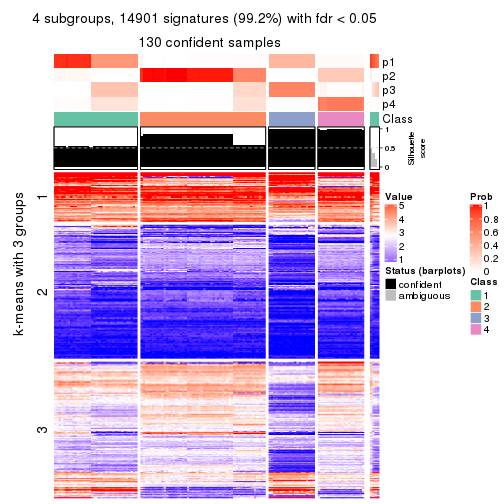 4 subgroups, 14901 signatures (99.2%) with fdr < 0.05
130 confident samples
p1
p2
p3
p4
Class
1
0.5
0
Silhouette
score
k-means with 3 groups
1
2
3
Value
5
4
3
2
1
Status (barplots)
confident
ambiguous
Prob
1
0.8
0.6
0.4
0.2
0
Class
1
2
3
4